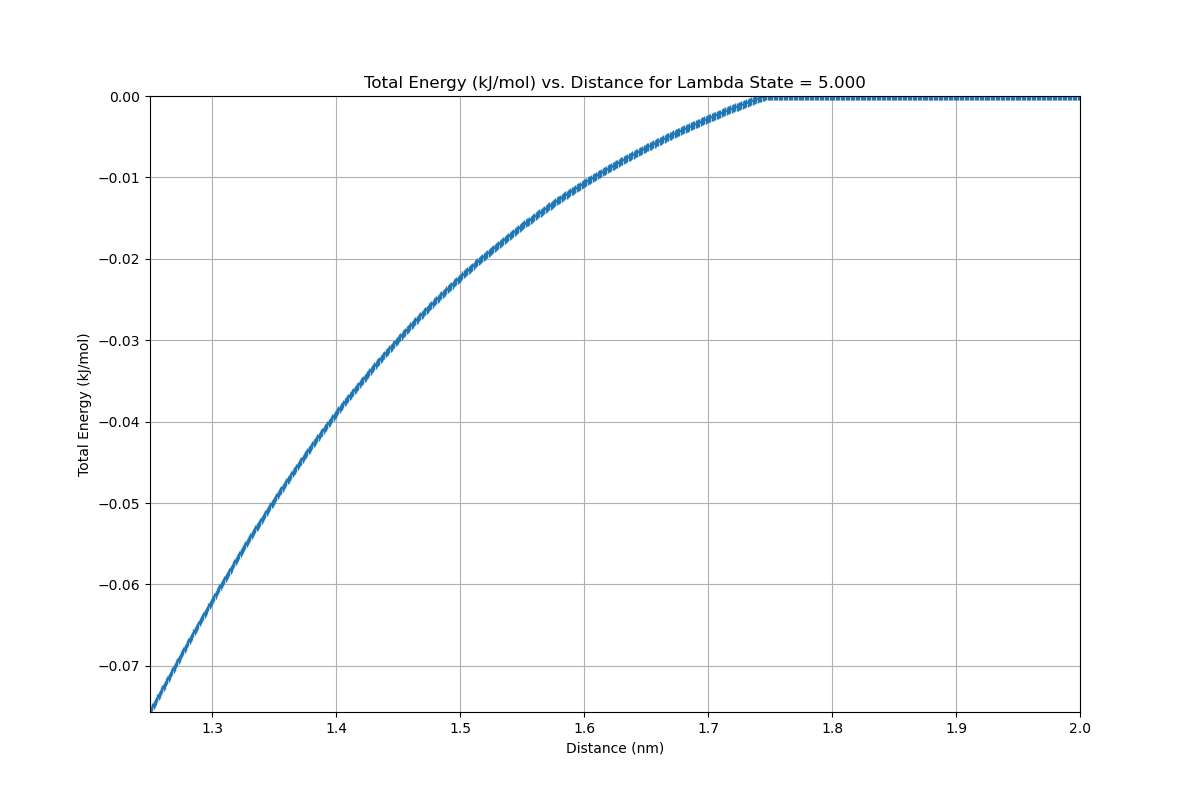 Total Energy (kJ/mol) vs. Distance for Lambda State = 5.000
Total Energy (kJ/mol)
0.00
−0.01
−0.02
−0.03
−0.04
−0.05
−0.06
−0.07
1.3 1.4 1.5 1.6 1.7 1.8 1.9 2.0
Distance (nm)